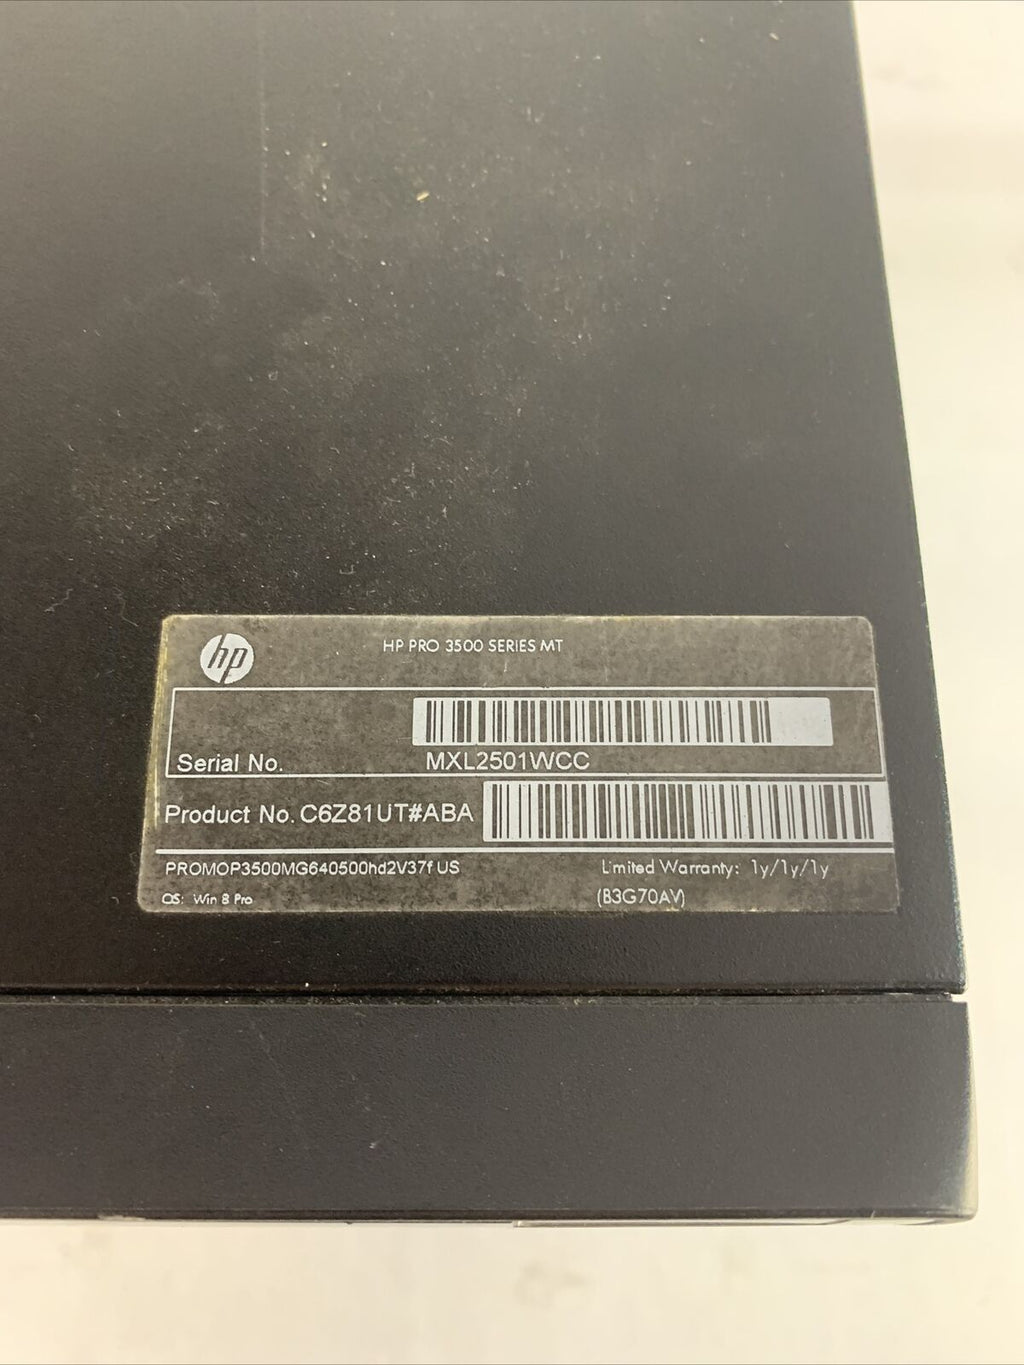 hp
HP PRO 3500 SERIES MT
Serial No.
MXL2501WCC
Product No. C6Z81UT#ABA
PROMOP3500MG640500hd2V37f US
Limited Warranty: 1y/1y/1y
OS: Win 8 Pro
(B3G70AV)